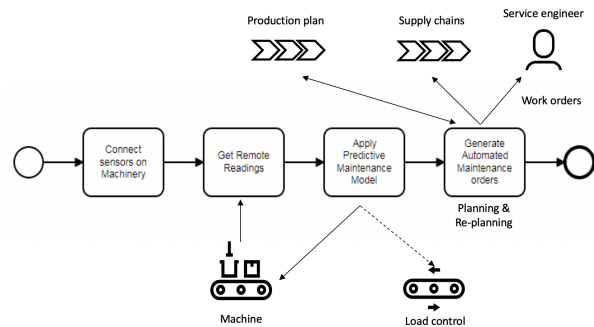 Production plan
Supply chains
Service engineer
Work orders
Connect
sensors on
Machinery
Get Remote
Readings
Apply
Predictive
Maintenance
Model
Generate
Automated
Maintenance
orders
Planning &
Re-planning
Machine
Load control